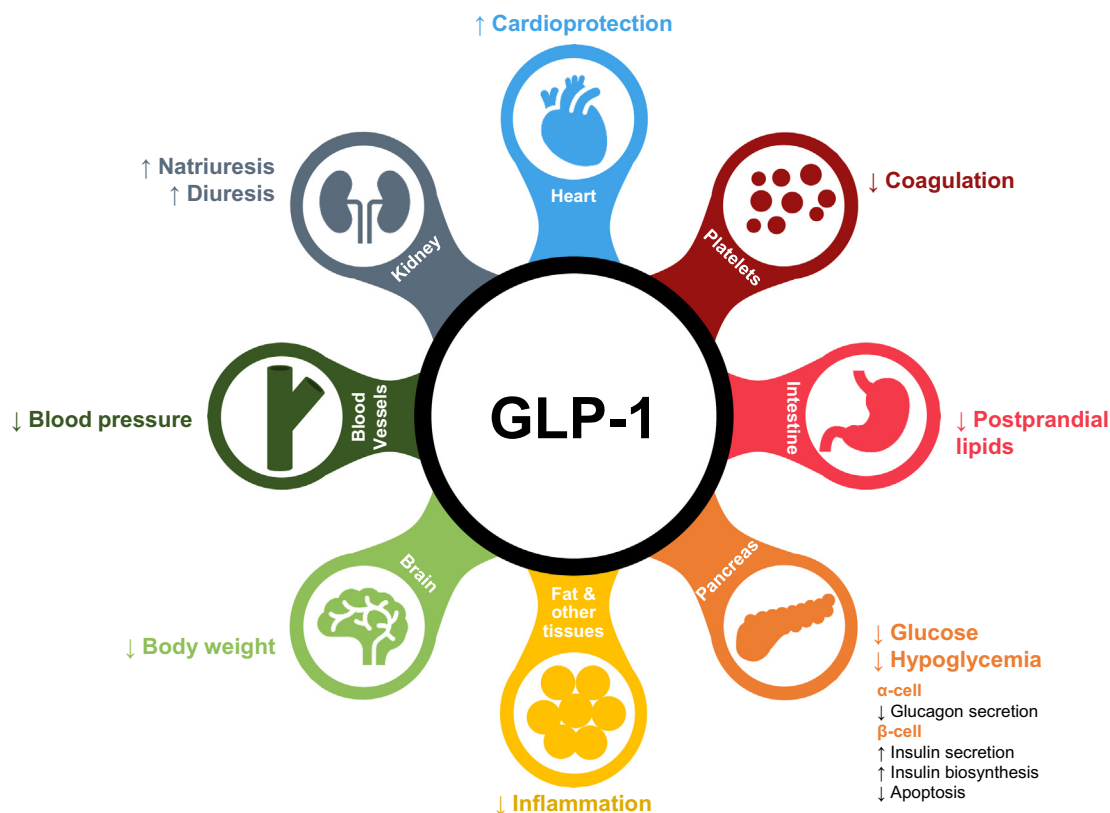 ↑ Cardioprotection
Heart
↑ Natriuresis
↑ Diuresis
Kidney
↓ Coagulation
Platelets
↓ Blood pressure
Blood
Vessels
GLP-1
Intestine
↓ Postprandial
lipids
Brain
↓ Body weight
Fat &
other
tissues
↓ Inflammation
Pancreas
↓ Glucose
↓ Hypoglycemia
α-cell
↓ Glucagon secretion
β-cell
↑ Insulin secretion
↑ Insulin biosynthesis
↓ Apoptosis